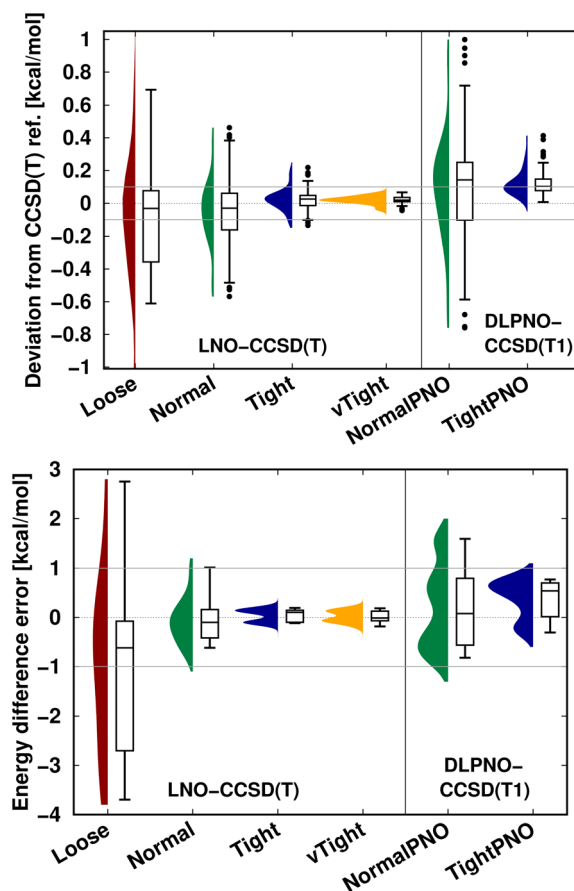 Deviation from CCSD(T) ref. [kcal/mol]
1
0.8
0.6
0.4
0.2
0
−0.2
−0.4
−0.6
−0.8
−1
LNO−CCSD(T)
DLPNO−
CCSD(T1)
Loose
Normal
Tight
vTight
NormalPNO
TightPNO
Energy difference error [kcal/mol]
3
2
1
0
−1
−2
−3
−4
LNO−CCSD(T)
DLPNO−
CCSD(T1)
Loose
Normal
Tight
vTight
NormalPNO
TightPNO